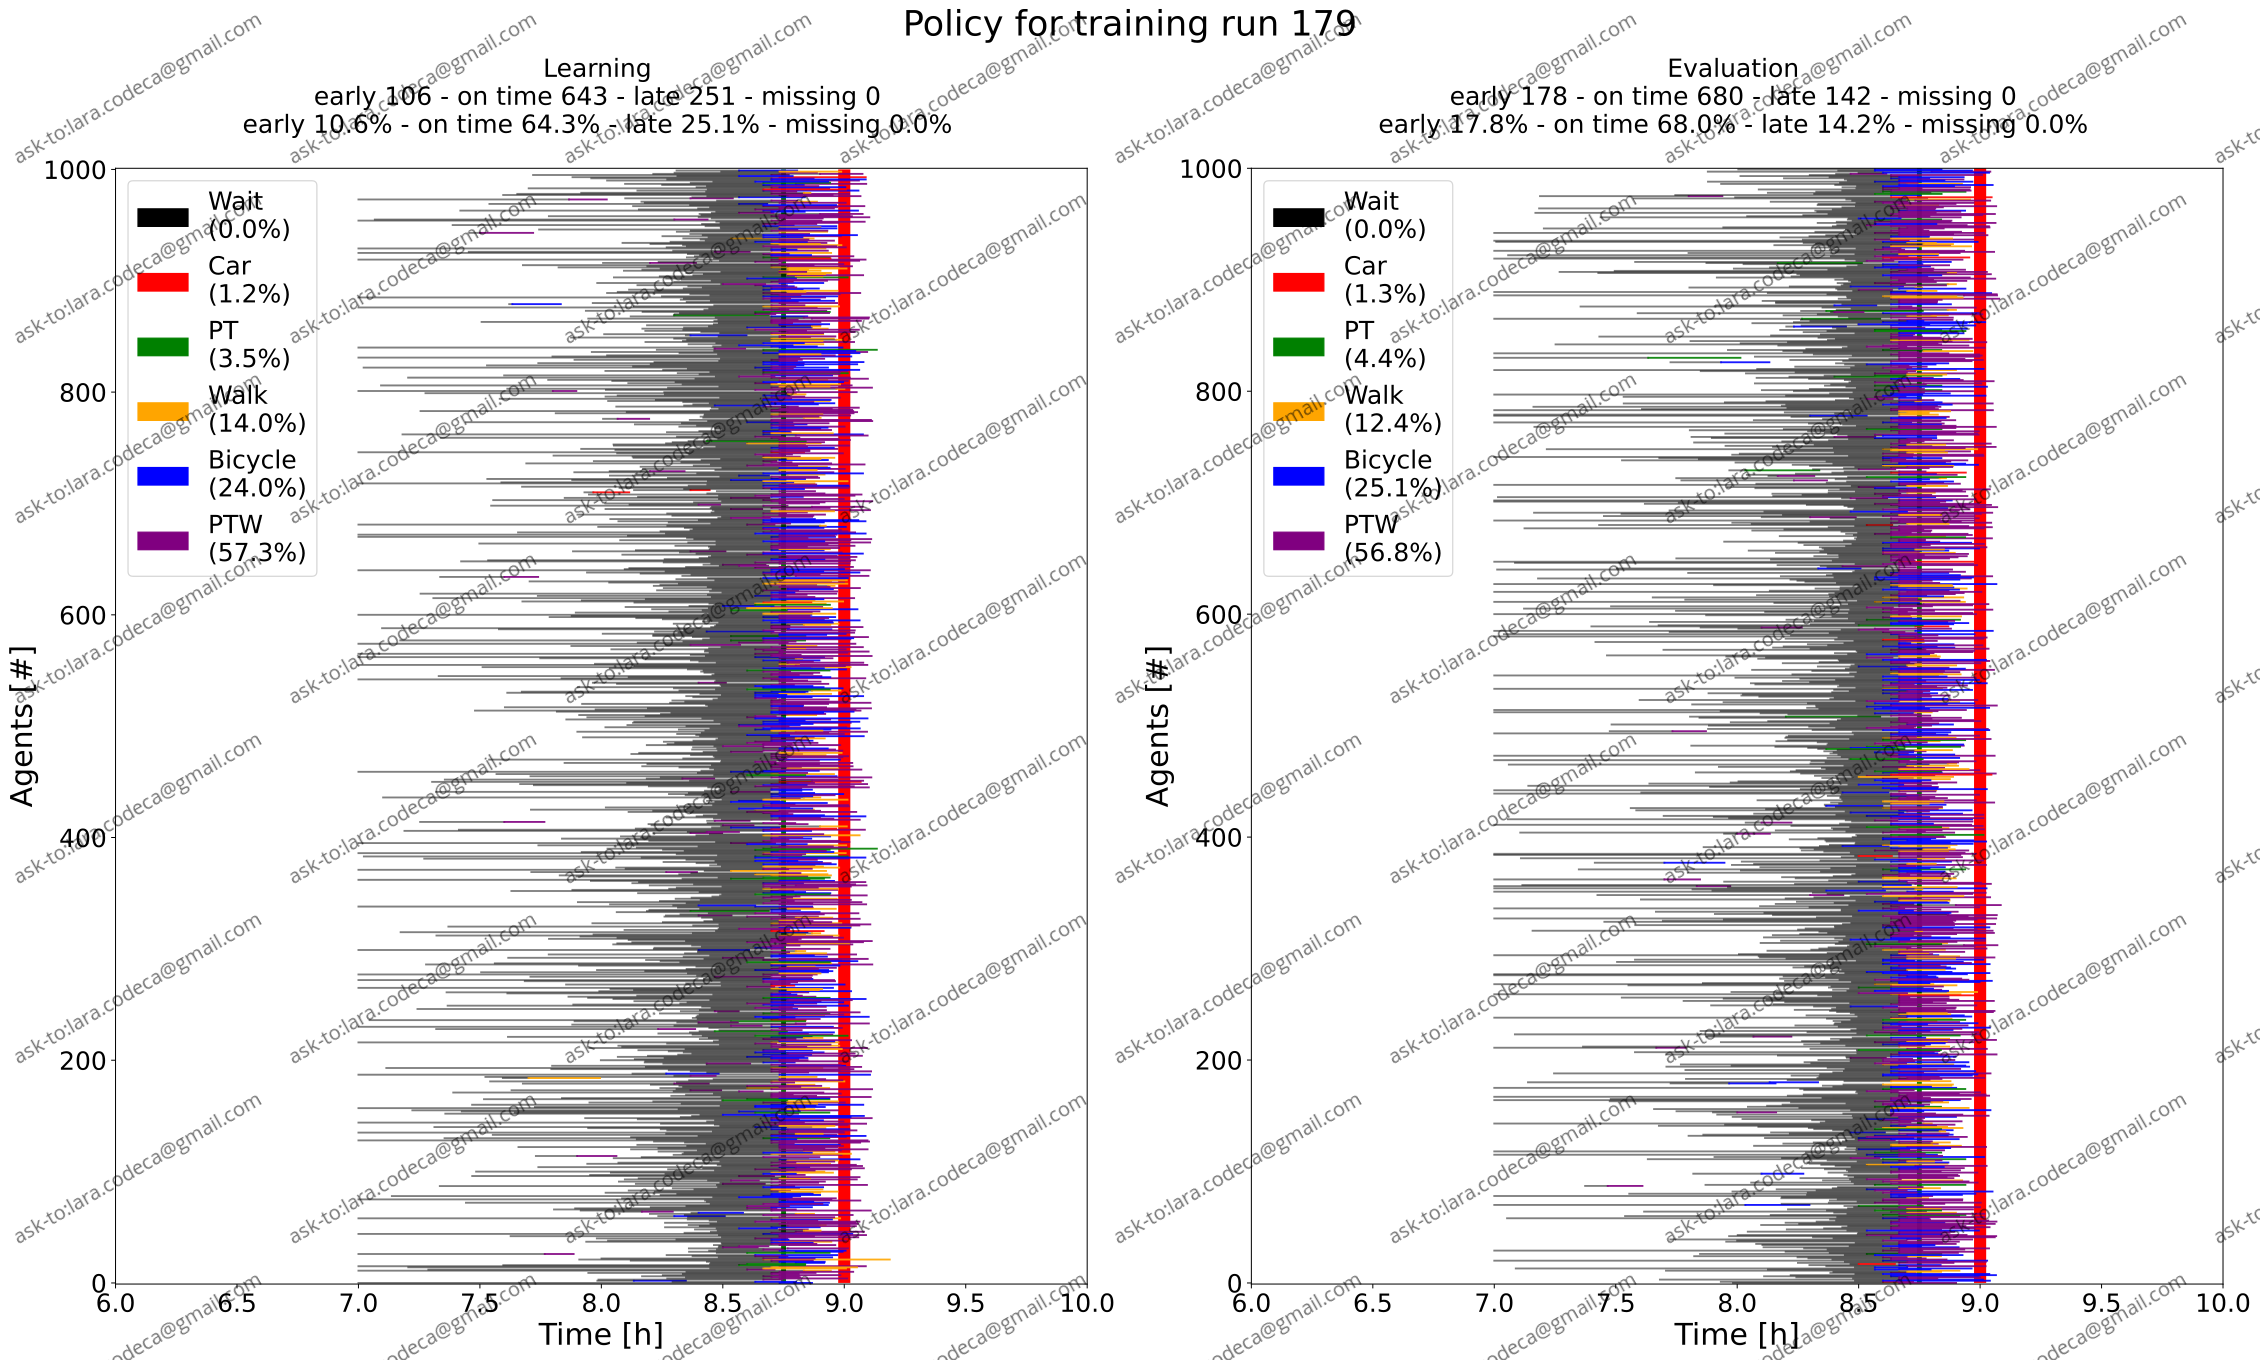 Policy for training run 179
Learning
early 106 - on time 643 - late 251 - missing 0
early 10.6% - on time 64.3% - late 25.1% - missing 0.0%
1000
800
600
400
200
0
Agents [#]
Wait
(0.0%)
Car
(1.2%)
PT
(3.5%)
Walk
(14.0%)
Bicycle
(24.0%)
PTW
(57.3%)
6.0 6.5 7.0 7.5 8.0 8.5 9.0 9.5 10.0
Time [h]
Evaluation
early 178 - on time 680 - late 142 - missing 0
early 17.8% - on time 68.0% - late 14.2% - missing 0.0%
1000
800
600
400
200
0
Agents [#]
Wait
(0.0%)
Car
(1.3%)
PT
(4.4%)
Walk
(12.4%)
Bicycle
(25.1%)
PTW
(56.8%)
6.0 6.5 7.0 7.5 8.0 8.5 9.0 9.5 10.0
Time [h]
ask-to:lara.codeca@gmail.com